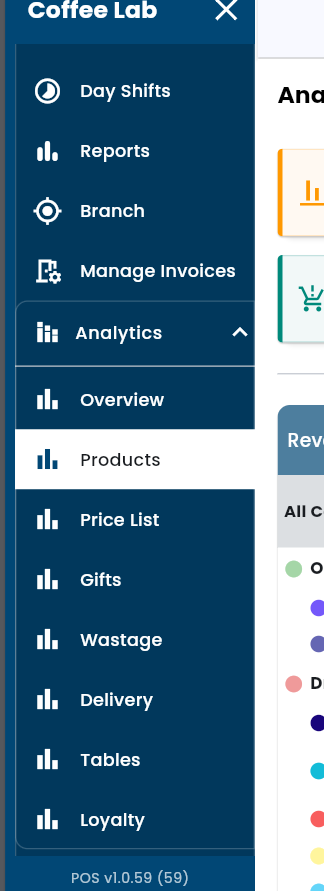 Coffee Lab
Day Shifts
Reports
Branch
Manage Invoices
Analytics
Overview
Products
Price List
Gifts
Wastage
Delivery
Tables
Loyalty
POS v1.0.59 (59)
Ana
Rev
All C
O
D